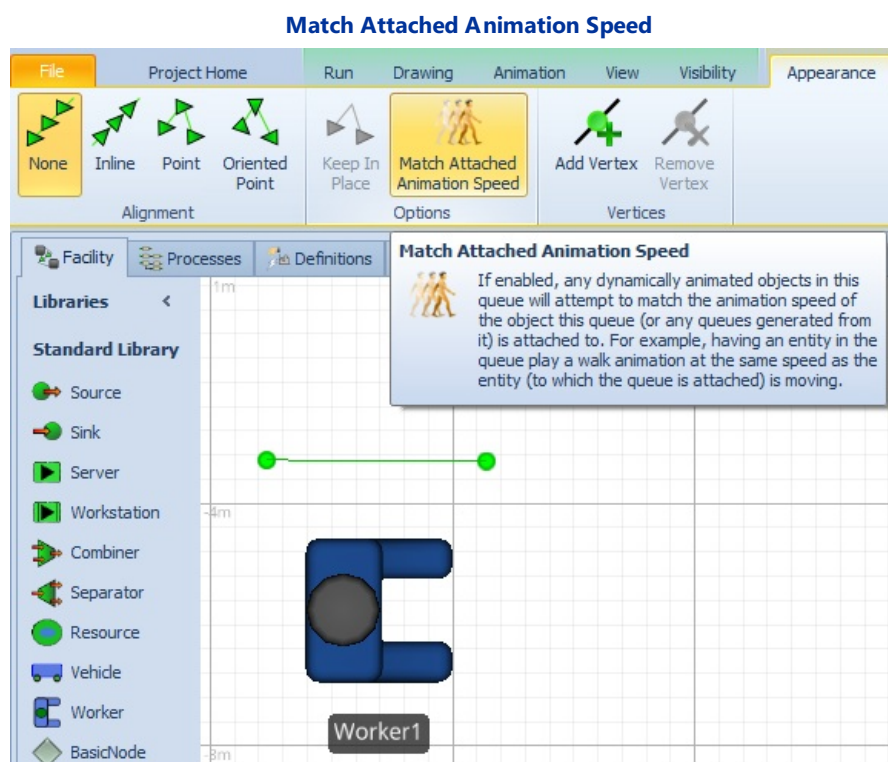 Match Attached Animation Speed
File Project Home Run Drawing Animation View Visibility Appearance
None Inline Point Oriented Point Keep In Place Match Attached Animation Speed Add Vertex Remove Vertex
Alignment Options Vertices
Facility Processes Definitions
Match Attached Animation Speed
If enabled, any dynamically animated objects in this
queue will attempt to match the animation speed of
the object this queue (or any queues generated from
it) is attached to. For example, having an entity in the
queue play a walk animation at the same speed as the
entity (to which the queue is attached) is moving.
Libraries <
Standard Library
Source
Sink
Server
Workstation
Combiner
Separator
Resource
Vehicle
Worker
BasicNode
-4m
Worker1